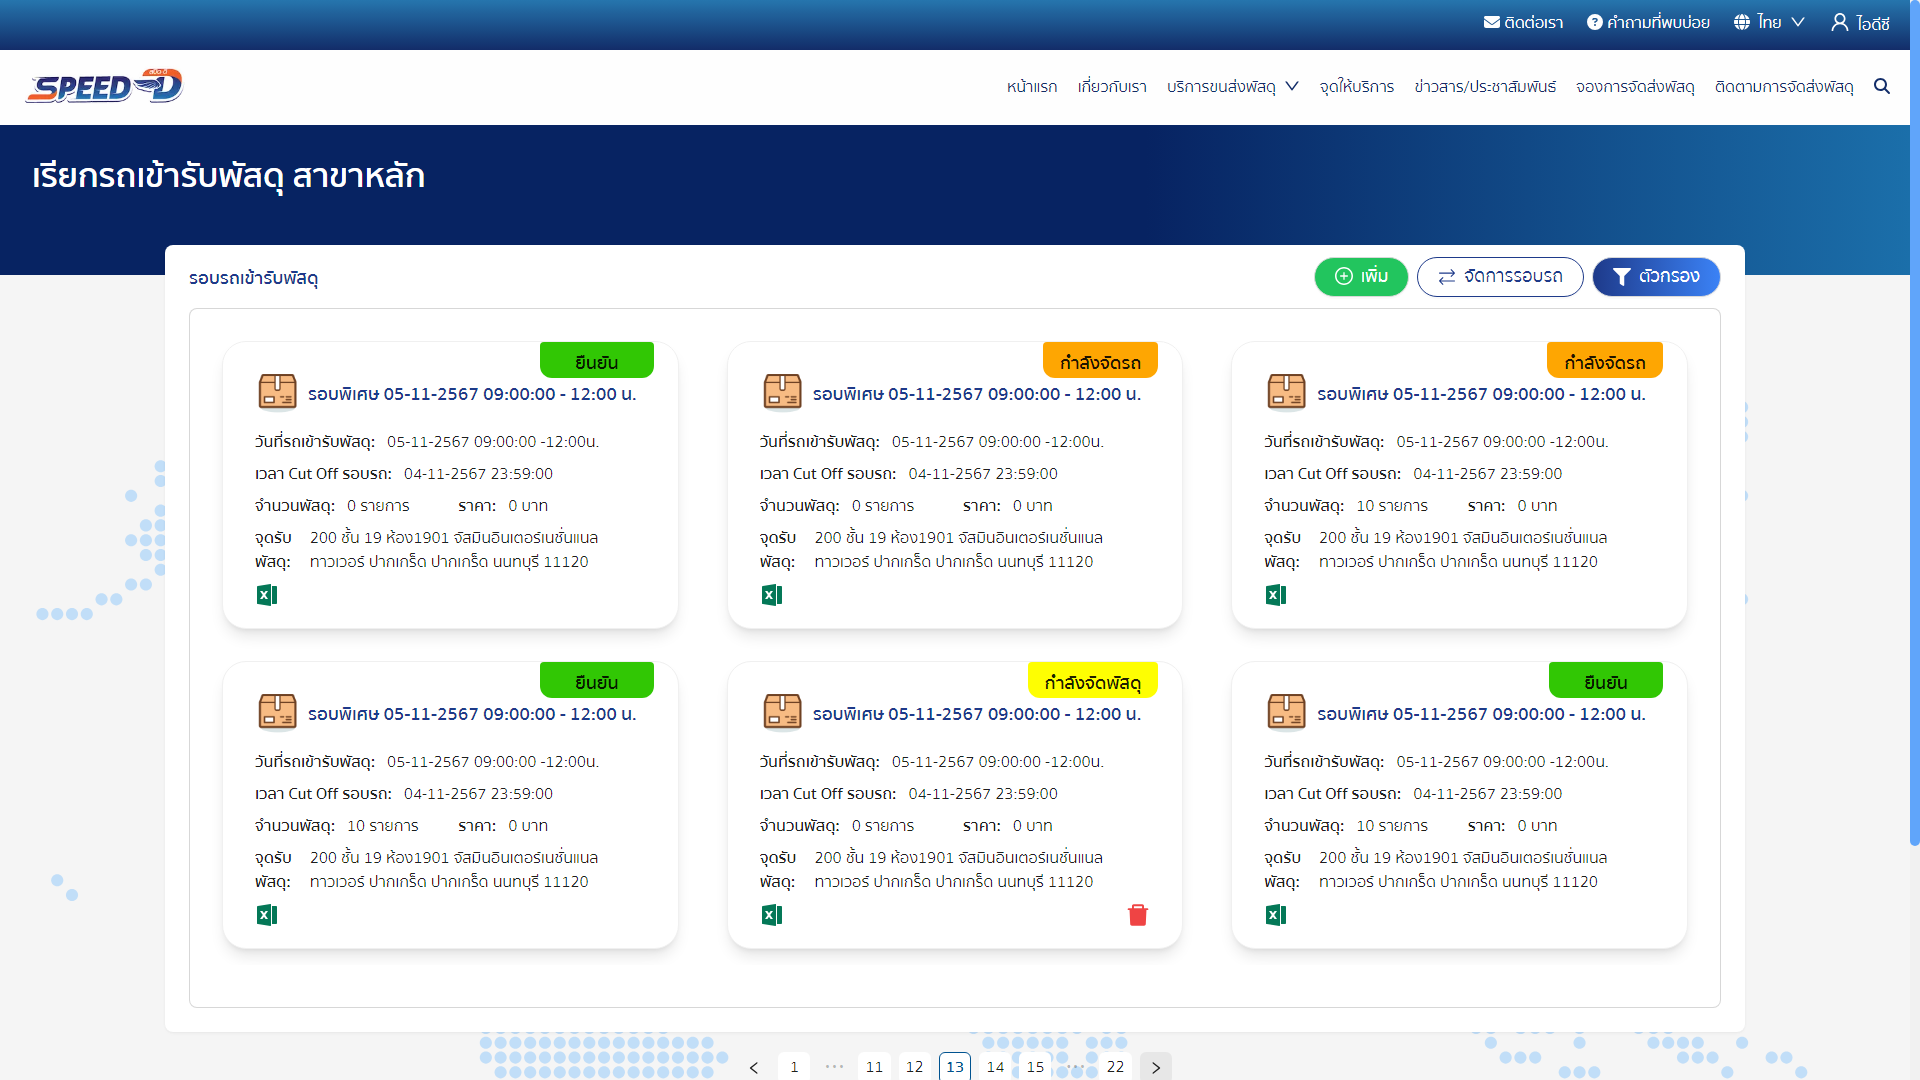 ติดต่อเรา คำถามที่พบบ่อย ไทย ไอดีซี
SPEED-D
หน้าแรก เกี่ยวกับเรา บริการขนส่งพัสดุ จุดให้บริการ ข่าวสาร/ประชาสัมพันธ์ จองการจัดส่งพัสดุ ติดตามการจัดส่งพัสดุ
เรียกรถเข้ารับพัสดุ สาขาหลัก
รอบรถเข้ารับพัสดุ
เพิ่ม จัดการรอบรถ ตัวกรอง
ยืนยัน
รอบพิเศษ 05-11-2567 09:00:00 - 12:00 น.
วันที่รถเข้ารับพัสดุ: 05-11-2567 09:00:00 -12:00น.
เวลา Cut Off รอบรถ: 04-11-2567 23:59:00
จำนวนพัสดุ: 0 รายการ ราคา: 0 บาท
จุดรับพัสดุ: 200 ชั้น 19 ห้อง1901 จัสมินอินเตอร์เนชั่นแนล
ทาวเวอร์ ปากเกร็ด ปากเกร็ด นนทบุรี 11120
กำลังจัดรถ
รอบพิเศษ 05-11-2567 09:00:00 - 12:00 น.
วันที่รถเข้ารับพัสดุ: 05-11-2567 09:00:00 -12:00น.
เวลา Cut Off รอบรถ: 04-11-2567 23:59:00
จำนวนพัสดุ: 0 รายการ ราคา: 0 บาท
จุดรับพัสดุ: 200 ชั้น 19 ห้อง1901 จัสมินอินเตอร์เนชั่นแนล
ทาวเวอร์ ปากเกร็ด ปากเกร็ด นนทบุรี 11120
กำลังจัดรถ
รอบพิเศษ 05-11-2567 09:00:00 - 12:00 น.
วันที่รถเข้ารับพัสดุ: 05-11-2567 09:00:00 -12:00น.
เวลา Cut Off รอบรถ: 04-11-2567 23:59:00
จำนวนพัสดุ: 10 รายการ ราคา: 0 บาท
จุดรับพัสดุ: 200 ชั้น 19 ห้อง1901 จัสมินอินเตอร์เนชั่นแนล
ทาวเวอร์ ปากเกร็ด ปากเกร็ด นนทบุรี 11120
ยืนยัน
รอบพิเศษ 05-11-2567 09:00:00 - 12:00 น.
วันที่รถเข้ารับพัสดุ: 05-11-2567 09:00:00 -12:00น.
เวลา Cut Off รอบรถ: 04-11-2567 23:59:00
จำนวนพัสดุ: 10 รายการ ราคา: 0 บาท
จุดรับพัสดุ: 200 ชั้น 19 ห้อง1901 จัสมินอินเตอร์เนชั่นแนล
ทาวเวอร์ ปากเกร็ด ปากเกร็ด นนทบุรี 11120
กำลังจัดพัสดุ
รอบพิเศษ 05-11-2567 09:00:00 - 12:00 น.
วันที่รถเข้ารับพัสดุ: 05-11-2567 09:00:00 -12:00น.
เวลา Cut Off รอบรถ: 04-11-2567 23:59:00
จำนวนพัสดุ: 0 รายการ ราคา: 0 บาท
จุดรับพัสดุ: 200 ชั้น 19 ห้อง1901 จัสมินอินเตอร์เนชั่นแนล
ทาวเวอร์ ปากเกร็ด ปากเกร็ด นนทบุรี 11120
ยืนยัน
รอบพิเศษ 05-11-2567 09:00:00 - 12:00 น.
วันที่รถเข้ารับพัสดุ: 05-11-2567 09:00:00 -12:00น.
เวลา Cut Off รอบรถ: 04-11-2567 23:59:00
จำนวนพัสดุ: 10 รายการ ราคา: 0 บาท
จุดรับพัสดุ: 200 ชั้น 19 ห้อง1901 จัสมินอินเตอร์เนชั่นแนล
ทาวเวอร์ ปากเกร็ด ปากเกร็ด นนทบุรี 11120
< 1 ••• 11 12 13 14 15 ••• 22 >